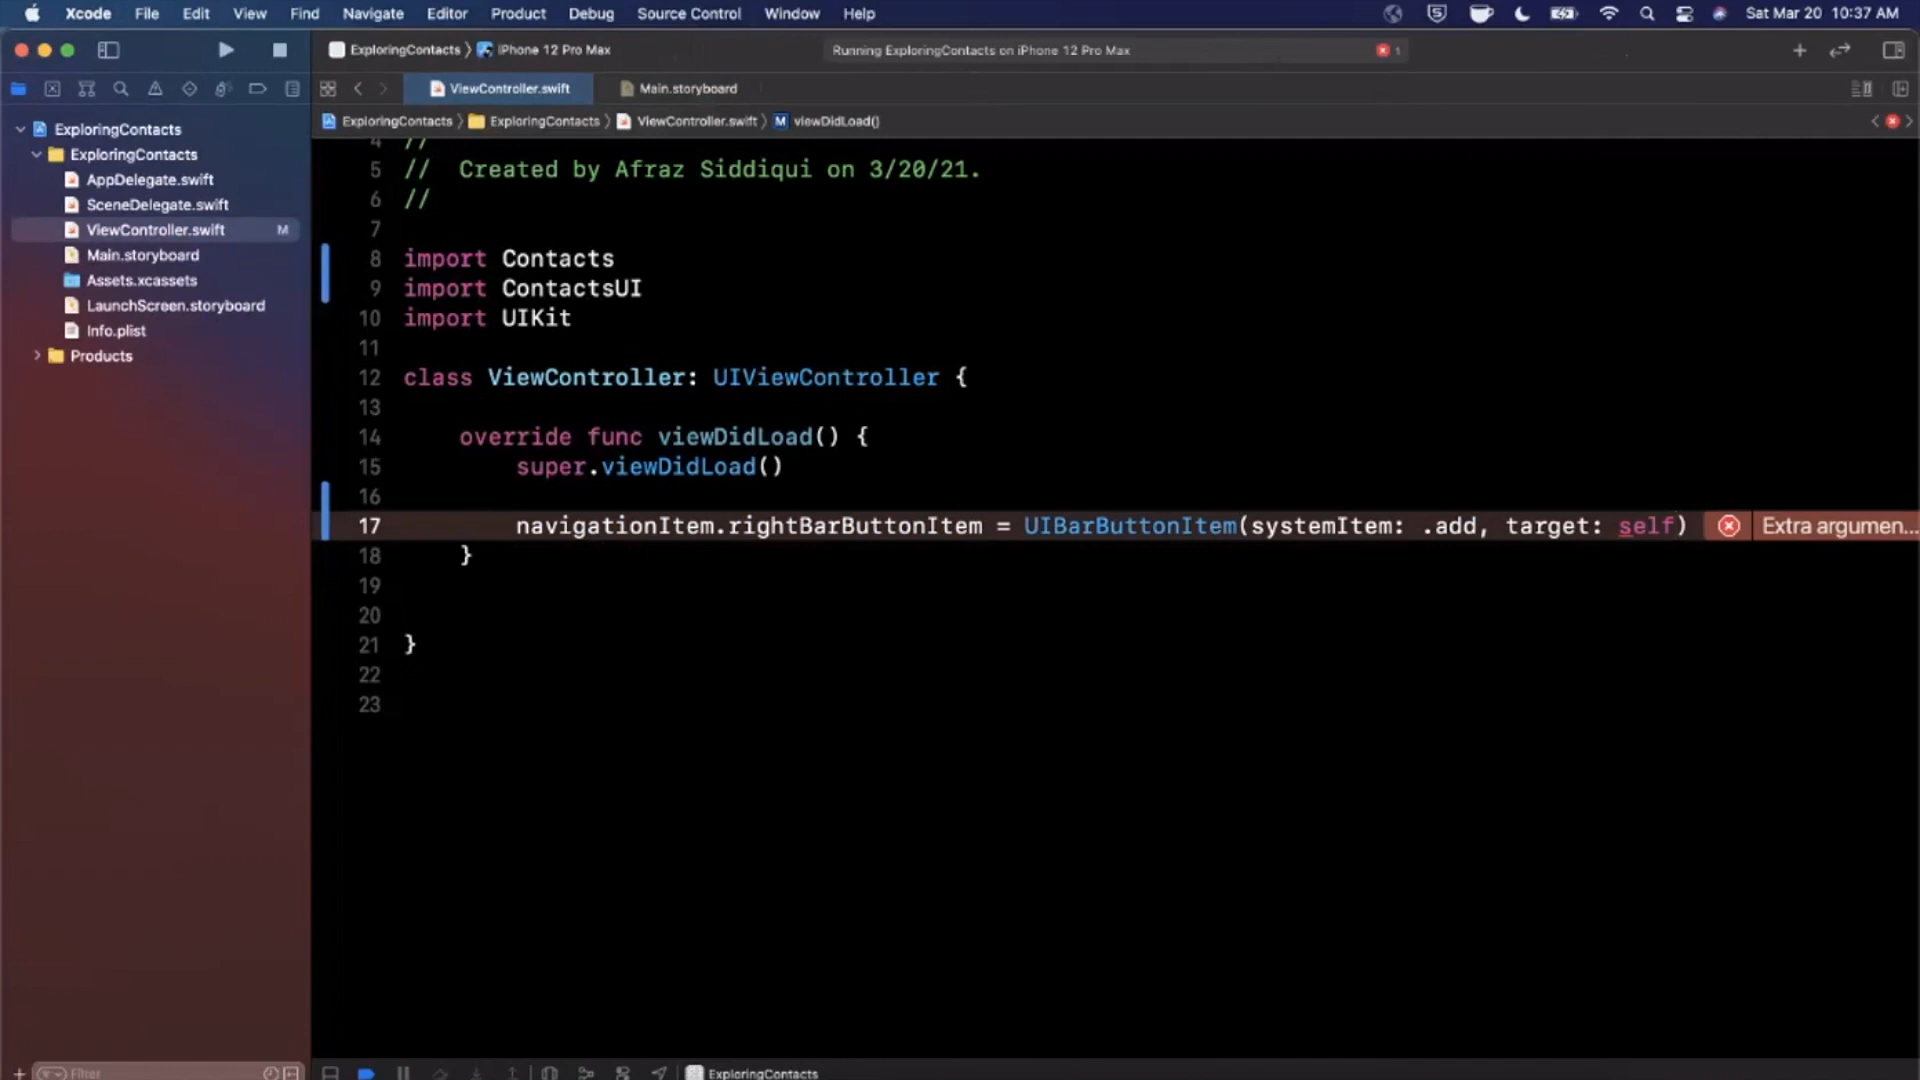 Xcode File Edit View Find Navigate Editor Product Debug Source Control Window Help Sat Mar 20 10:37 AM
ExploringContacts iPhone 12 Pro Max Running ExploringContacts on iPhone 12 Pro Max 1
ViewController.swift Main.storyboard
ExploringContacts ExploringContacts ViewController.swift M viewDidLoad()
ExploringContacts
ExploringContacts
AppDelegate.swift
SceneDelegate.swift
ViewController.swift M
Main.storyboard
Assets.xcassets
LaunchScreen.storyboard
Info.plist
Products
4 //
5 //  Created by Afraz Siddiqui on 3/20/21.
6 //
7
8 import Contacts
9 import ContactsUI
10 import UIKit
11
12 class ViewController: UIViewController {
13
14     override func viewDidLoad() {
15         super.viewDidLoad()
16
17         navigationItem.rightBarButtonItem = UIBarButtonItem(systemItem: .add, target: self) Extra argumen...
18     }
19
20
21 }
22
23
Filter
ExploringContacts